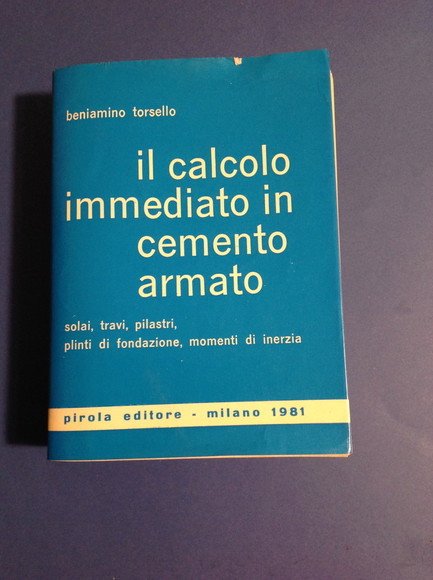 beniamino torsello
il calcolo
immediato in
cemento
armato
solai, travi, pilastri,
plinti di fondazione, momenti di inerzia
pirola editore - milano 1981